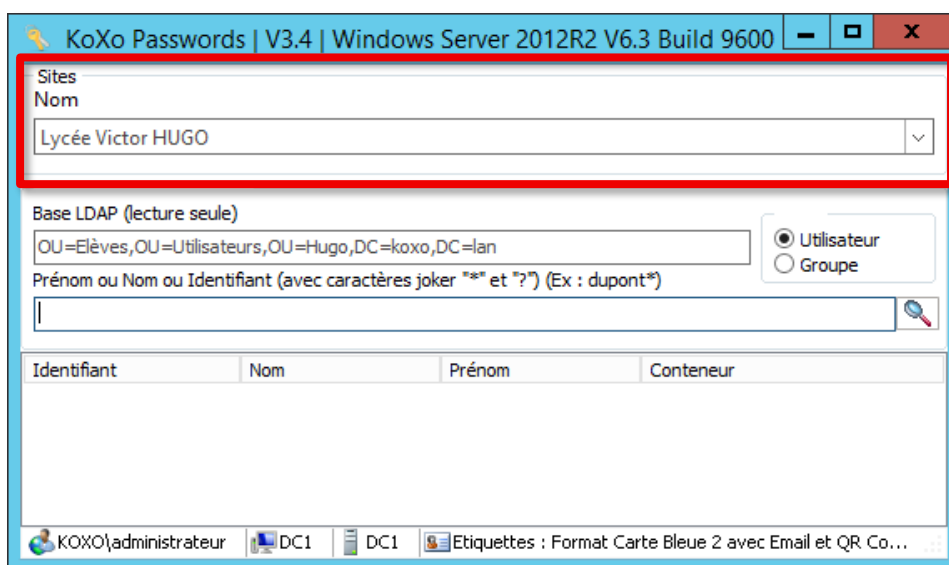 KoXo Passwords | V3.4 | Windows Server 2012R2 V6.3 Build 9600
Sites
Nom
Lycée Victor HUGO
Base LDAP (lecture seule)
OU=Elèves,OU=Utilisateurs,OU=Hugo,DC=koxo,DC=lan
Utilisateur
Groupe
Prénom ou Nom ou Identifiant (avec caractères joker "*" et "?") (Ex : dupont*)
Identifiant Nom Prénom Conteneur
KOXO\administrateur DC1 DC1 Etiquettes : Format Carte Bleue 2 avec Email et QR Co...